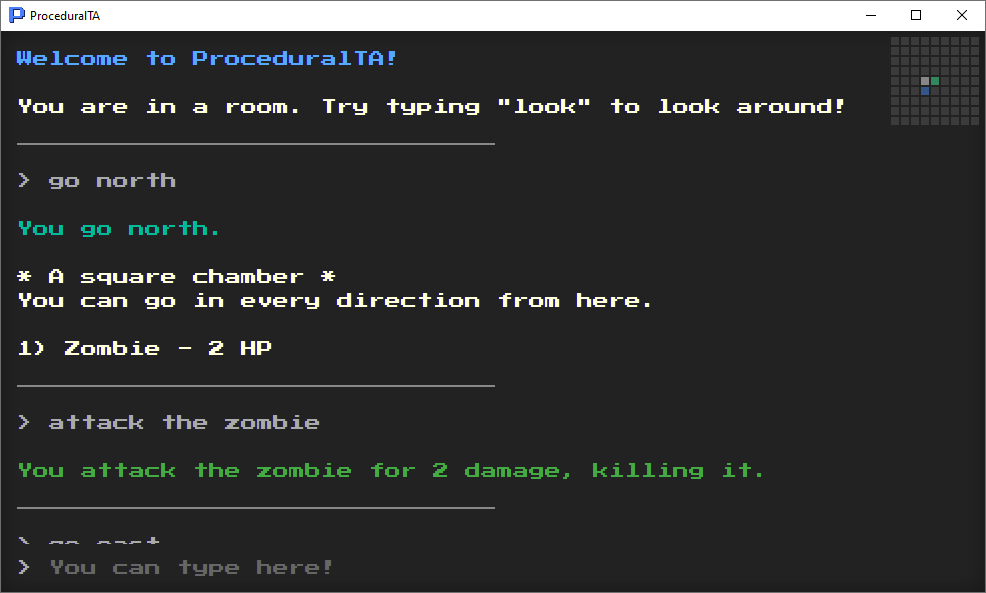 ProceduralTA
Welcome to ProceduralTA!
You are in a room. Try typing "look" to look around!
> go north
You go north.
* A square chamber *
You can go in every direction from here.
1) Zombie - 2 HP
> attack the zombie
You attack the zombie for 2 damage, killing it.
> go east
> You can type here!